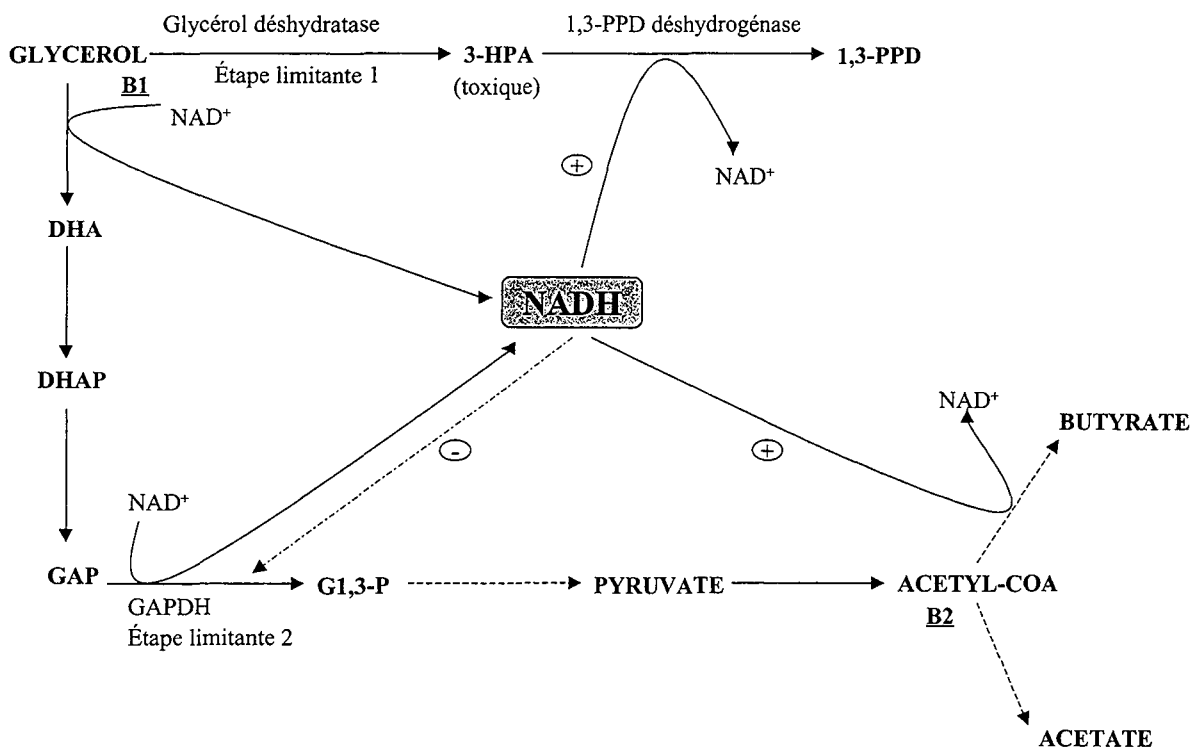 Glycérol déshydratase
1,3-PPD déshydrogénase
GLYCEROL
3-HPA
1,3-PPD
Étape limitante 1
(toxique)
B1
NAD+
+
NAD+
DHA
NADH
DHAP
NAD+
BUTYRATE
-
+
NAD+
GAP
G1,3-P
PYRUVATE
ACETYL-COA
GAPDH
B2
Étape limitante 2
ACETATE